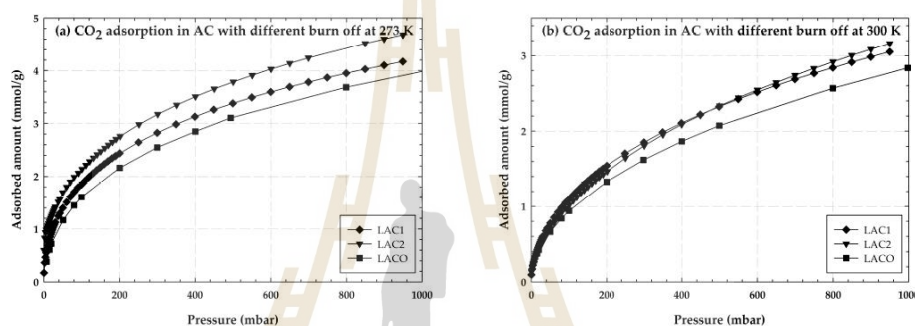 (a) CO2 adsorption in AC with different burn off at 273 K
Adsorbed amount (mmol/g)
5
4
3
2
1
0
0
200
400
600
800
1000
Pressure (mbar)
LAC1
LAC2
LACO
(b) CO2 adsorption in AC with different burn off at 300 K
Adsorbed amount (mmol/g)
4
3
2
1
0
200
400
600
800
1000
Pressure (mbar)
LAC1
LAC2
LACO